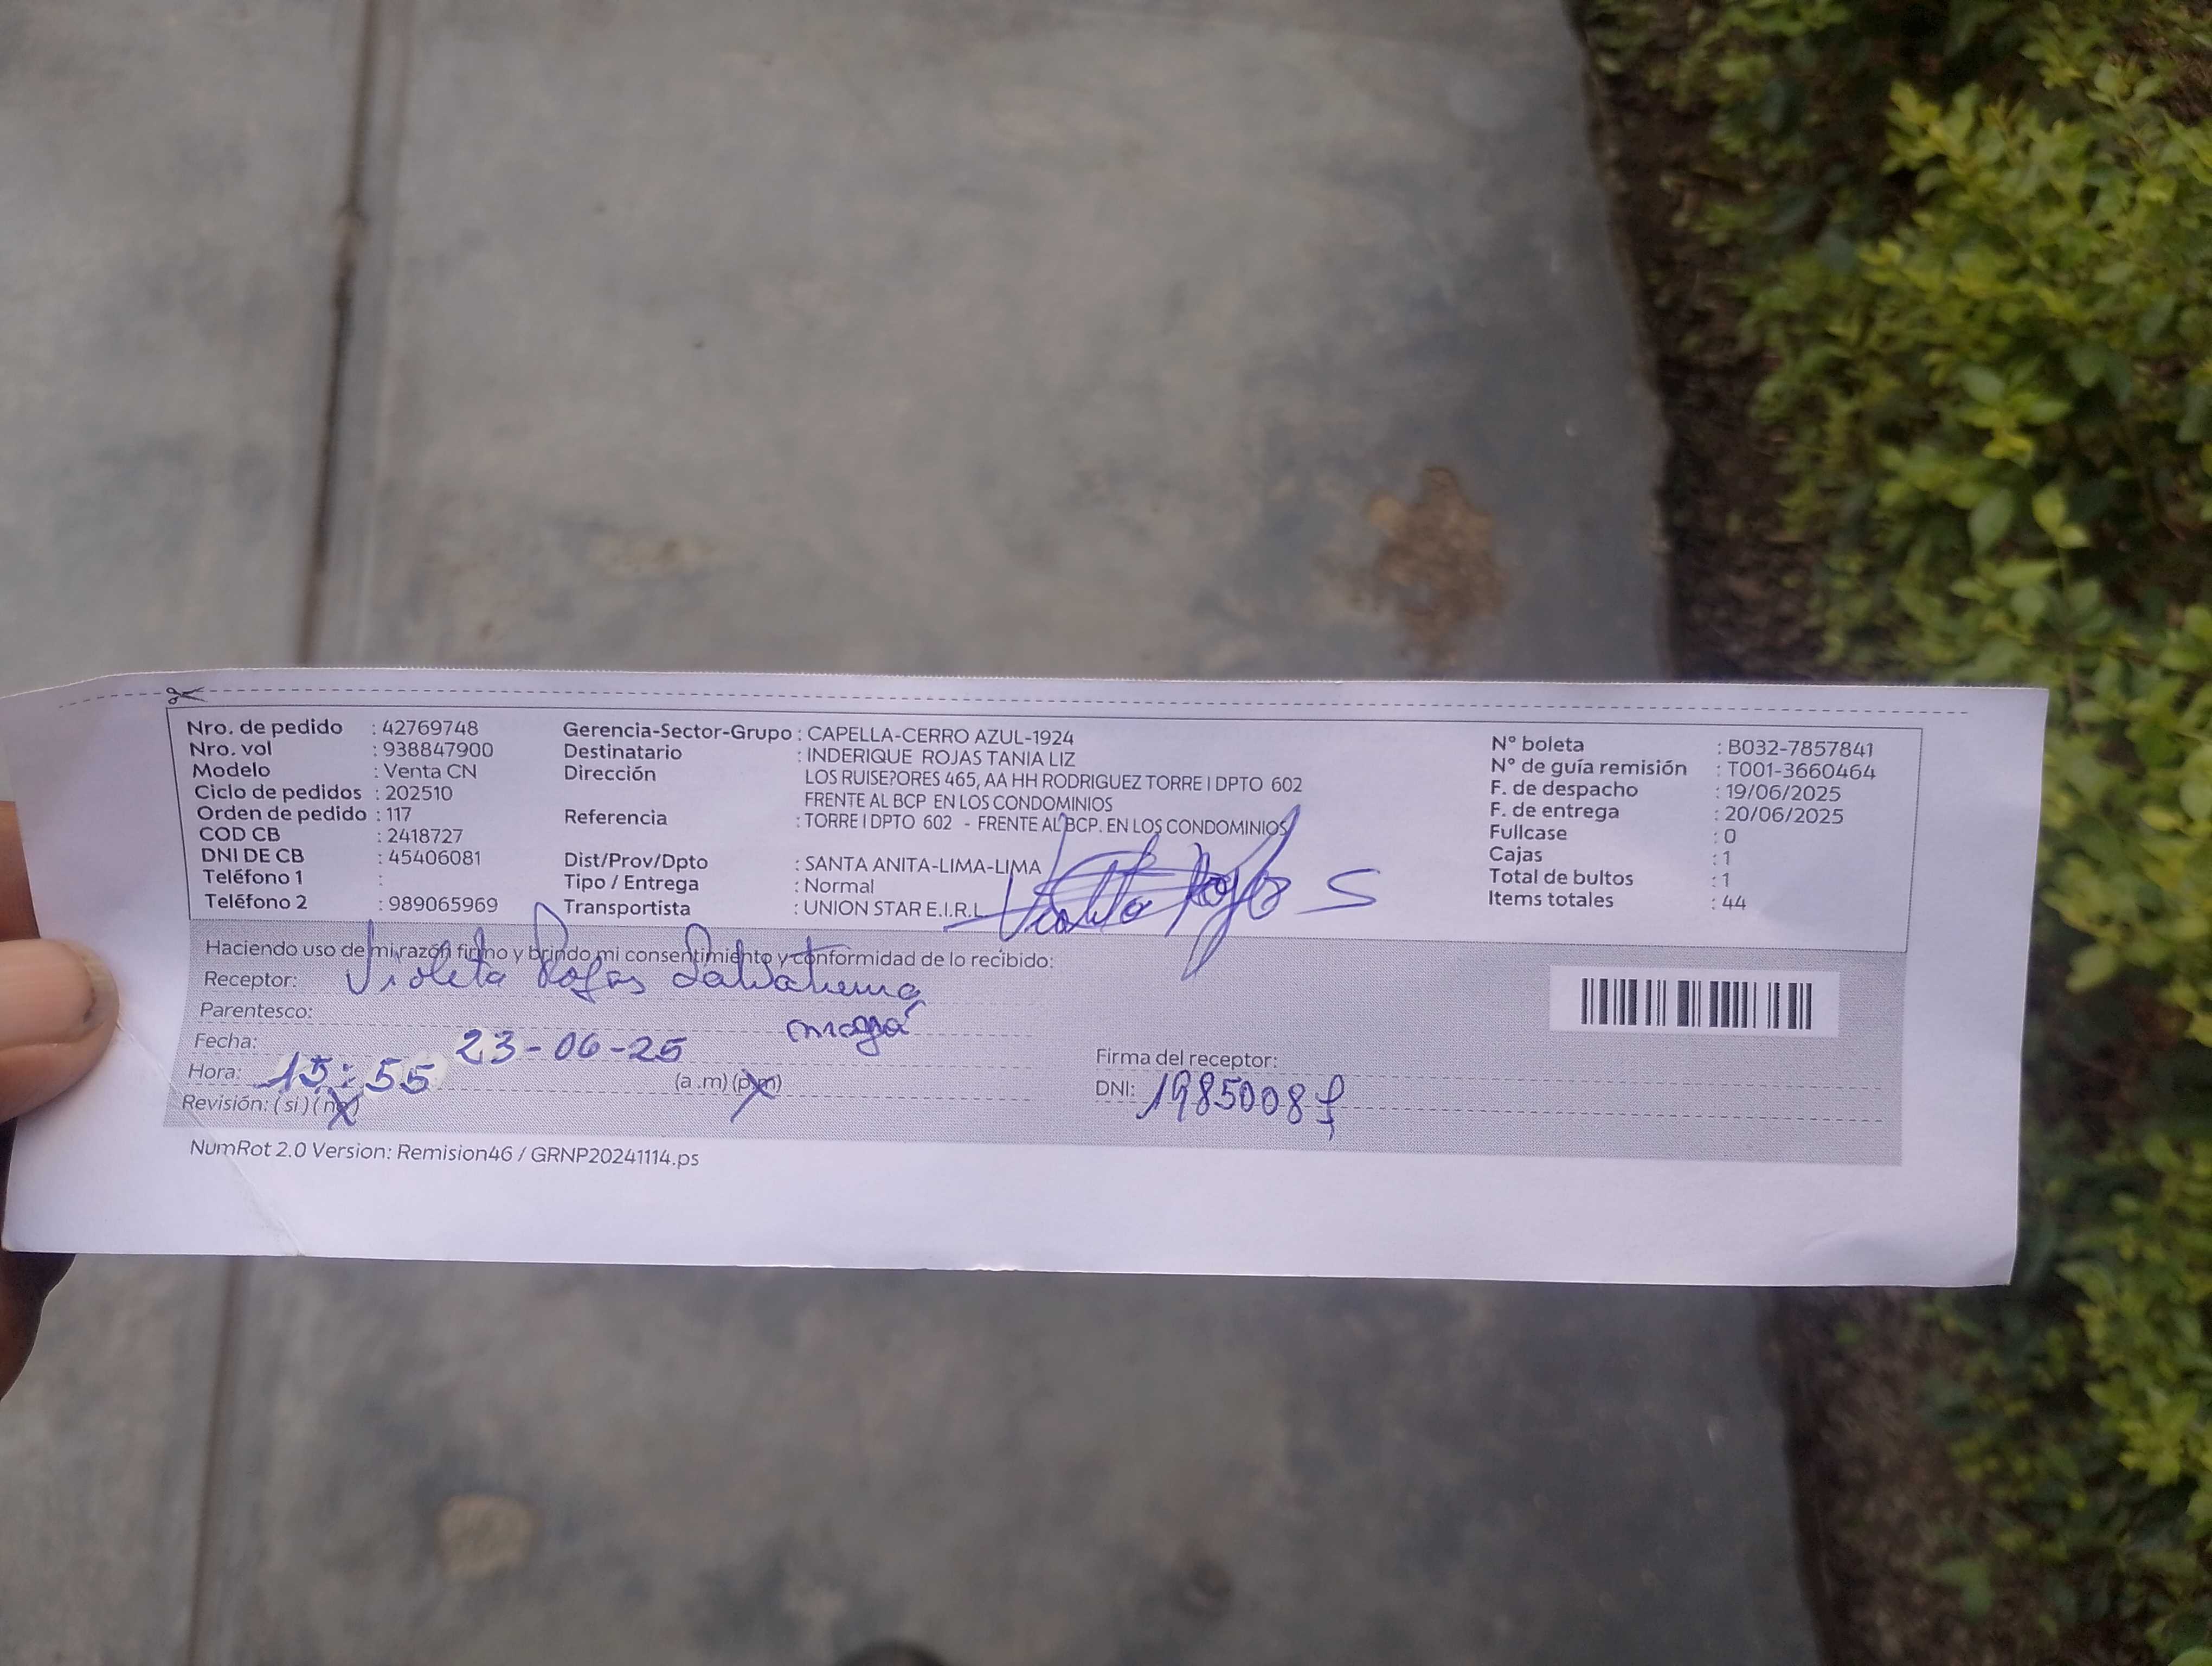 Nro. de pedido : 42769748
Nro. vol : 938847900
Modelo : Venta CN
Ciclo de pedidos : 202510
Orden de pedido : 117
COD CB : 2418727
DNI DE CB : 45406081
Teléfono 1 :
Teléfono 2 : 989065969
Gerencia-Sector-Grupo : CAPELLA-CERRO AZUL-1924
Destinatario : INDERIQUE ROJAS TANIA LIZ
Dirección LOS RUISE?ORES 465, AA HH RODRIGUEZ TORRE I DPTO 602
FRENTE AL BCP EN LOS CONDOMINIOS
Referencia : TORRE I DPTO 602 - FRENTE AL BCP. EN LOS CONDOMINIOS
Dist/Prov/Dpto : SANTA ANITA-LIMA-LIMA
Tipo / Entrega : Normal
Transportista : UNION STAR E.I.R.L
N° boleta : B032-7857841
N° de guía remisión : T001-3660464
F. de despacho : 19/06/2025
F. de entrega : 20/06/2025
Fullcase : 0
Cajas : 1
Total de bultos : 1
Items totales : 44
Violeta Rojas S
Haciendo uso de mi razón firmo y brindo mi consentimiento y conformidad de lo recibido:
Receptor: Violeta Rojas
Parentesco: mamá
Fecha: 23-06-25
Hora: 15:55 (a.m) (p.m)
Revisión: (si) (no)
Firma del receptor:
DNI: 1985008
NumRot 2.0 Version: Remision46 / GRNP20241114.ps